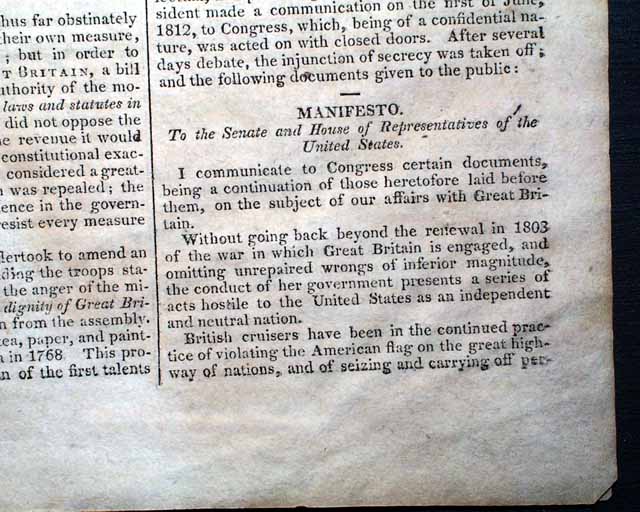 thus far obstinately
their own measure,
; but in order to
T BRITAIN, a bill
uthority of the mo-
laws and statutes in
did not oppose the
e revenue it would
constitutional exac-
considered a great-
was repealed; the
ence in the govern-
resist every measure
dertook to amend an
ding the troops sta-
the anger of the mi-
dignity of Great Bri-
n from the assembly.
tea, paper, and paint-
in 1768 This pro-
n of the first talents
sident made a communication on the first of June,
1812, to Congress, which, being of a confidential na-
ture, was acted on with closed doors. After several
days debate, the injunction of secrecy was taken off;
and the following documents given to the public:
MANIFESTO.
To the Senate and House of Representatives of the
United States.
I communicate to Congress certain documents,
being a continuation of those heretofore laid before
them, on the subject of our affairs with Great Bri-
tain.
Without going back beyond the renewal in 1803
of the war in which Great Britain is engaged, and
omitting unrepaired wrongs of inferior magnitude,
the conduct of her government presents a series of
acts hostile to the United States as an independent
and neutral nation.
British cruisers have been in the continued prac-
tice of violating the American flag on the great high-
way of nations, and of seizing and carrying off per-